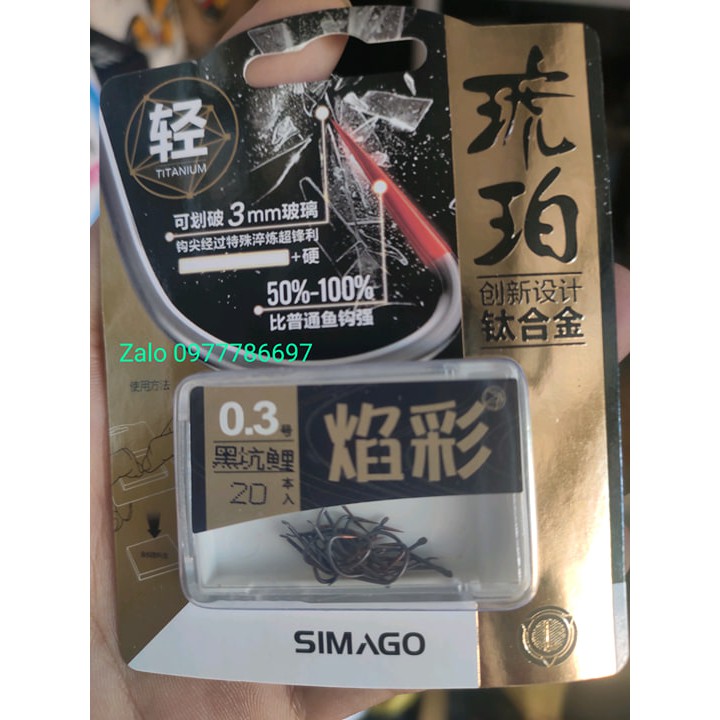 轻
TITANIUM
可划破3mm玻璃
钩尖经过特殊淬炼超锋利
+硬
50%-100%
比普通鱼钩强
琥珀
创新设计
钛合金
Zalo 0977786697
使用方法
0.3号
黑坑鲤
20本入
焰彩
SIMAGO